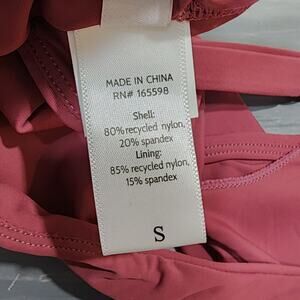 MADE IN CHINA
RN# 165598
Shell:
80% recycled nylon,
20% spandex
Lining:
85% recycled nylon,
15% spandex
S